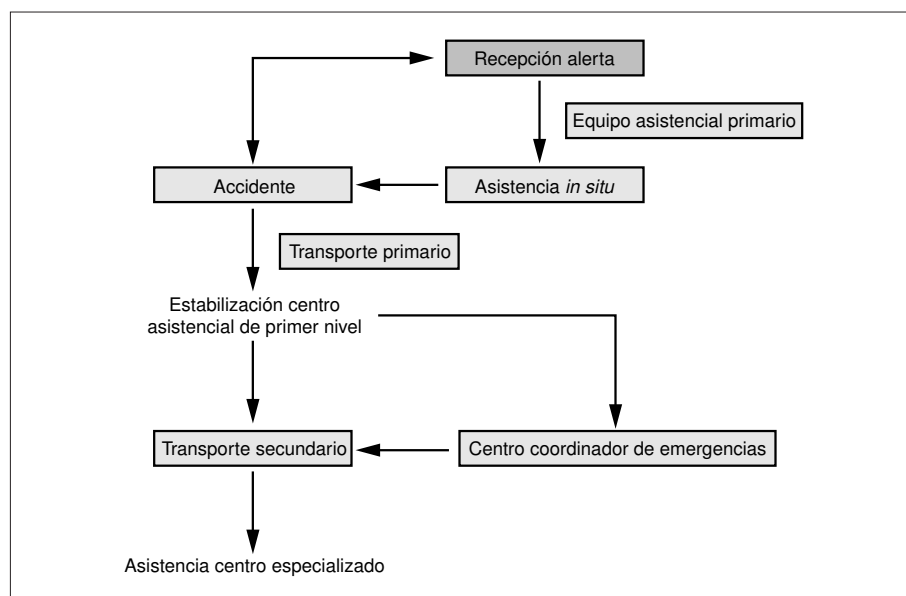 Recepción alerta
Equipo asistencial primario
Accidente
Asistencia in situ
Transporte primario
Estabilización centro
asistencial de primer nivel
Transporte secundario
Centro coordinador de emergencias
Asistencia centro especializado